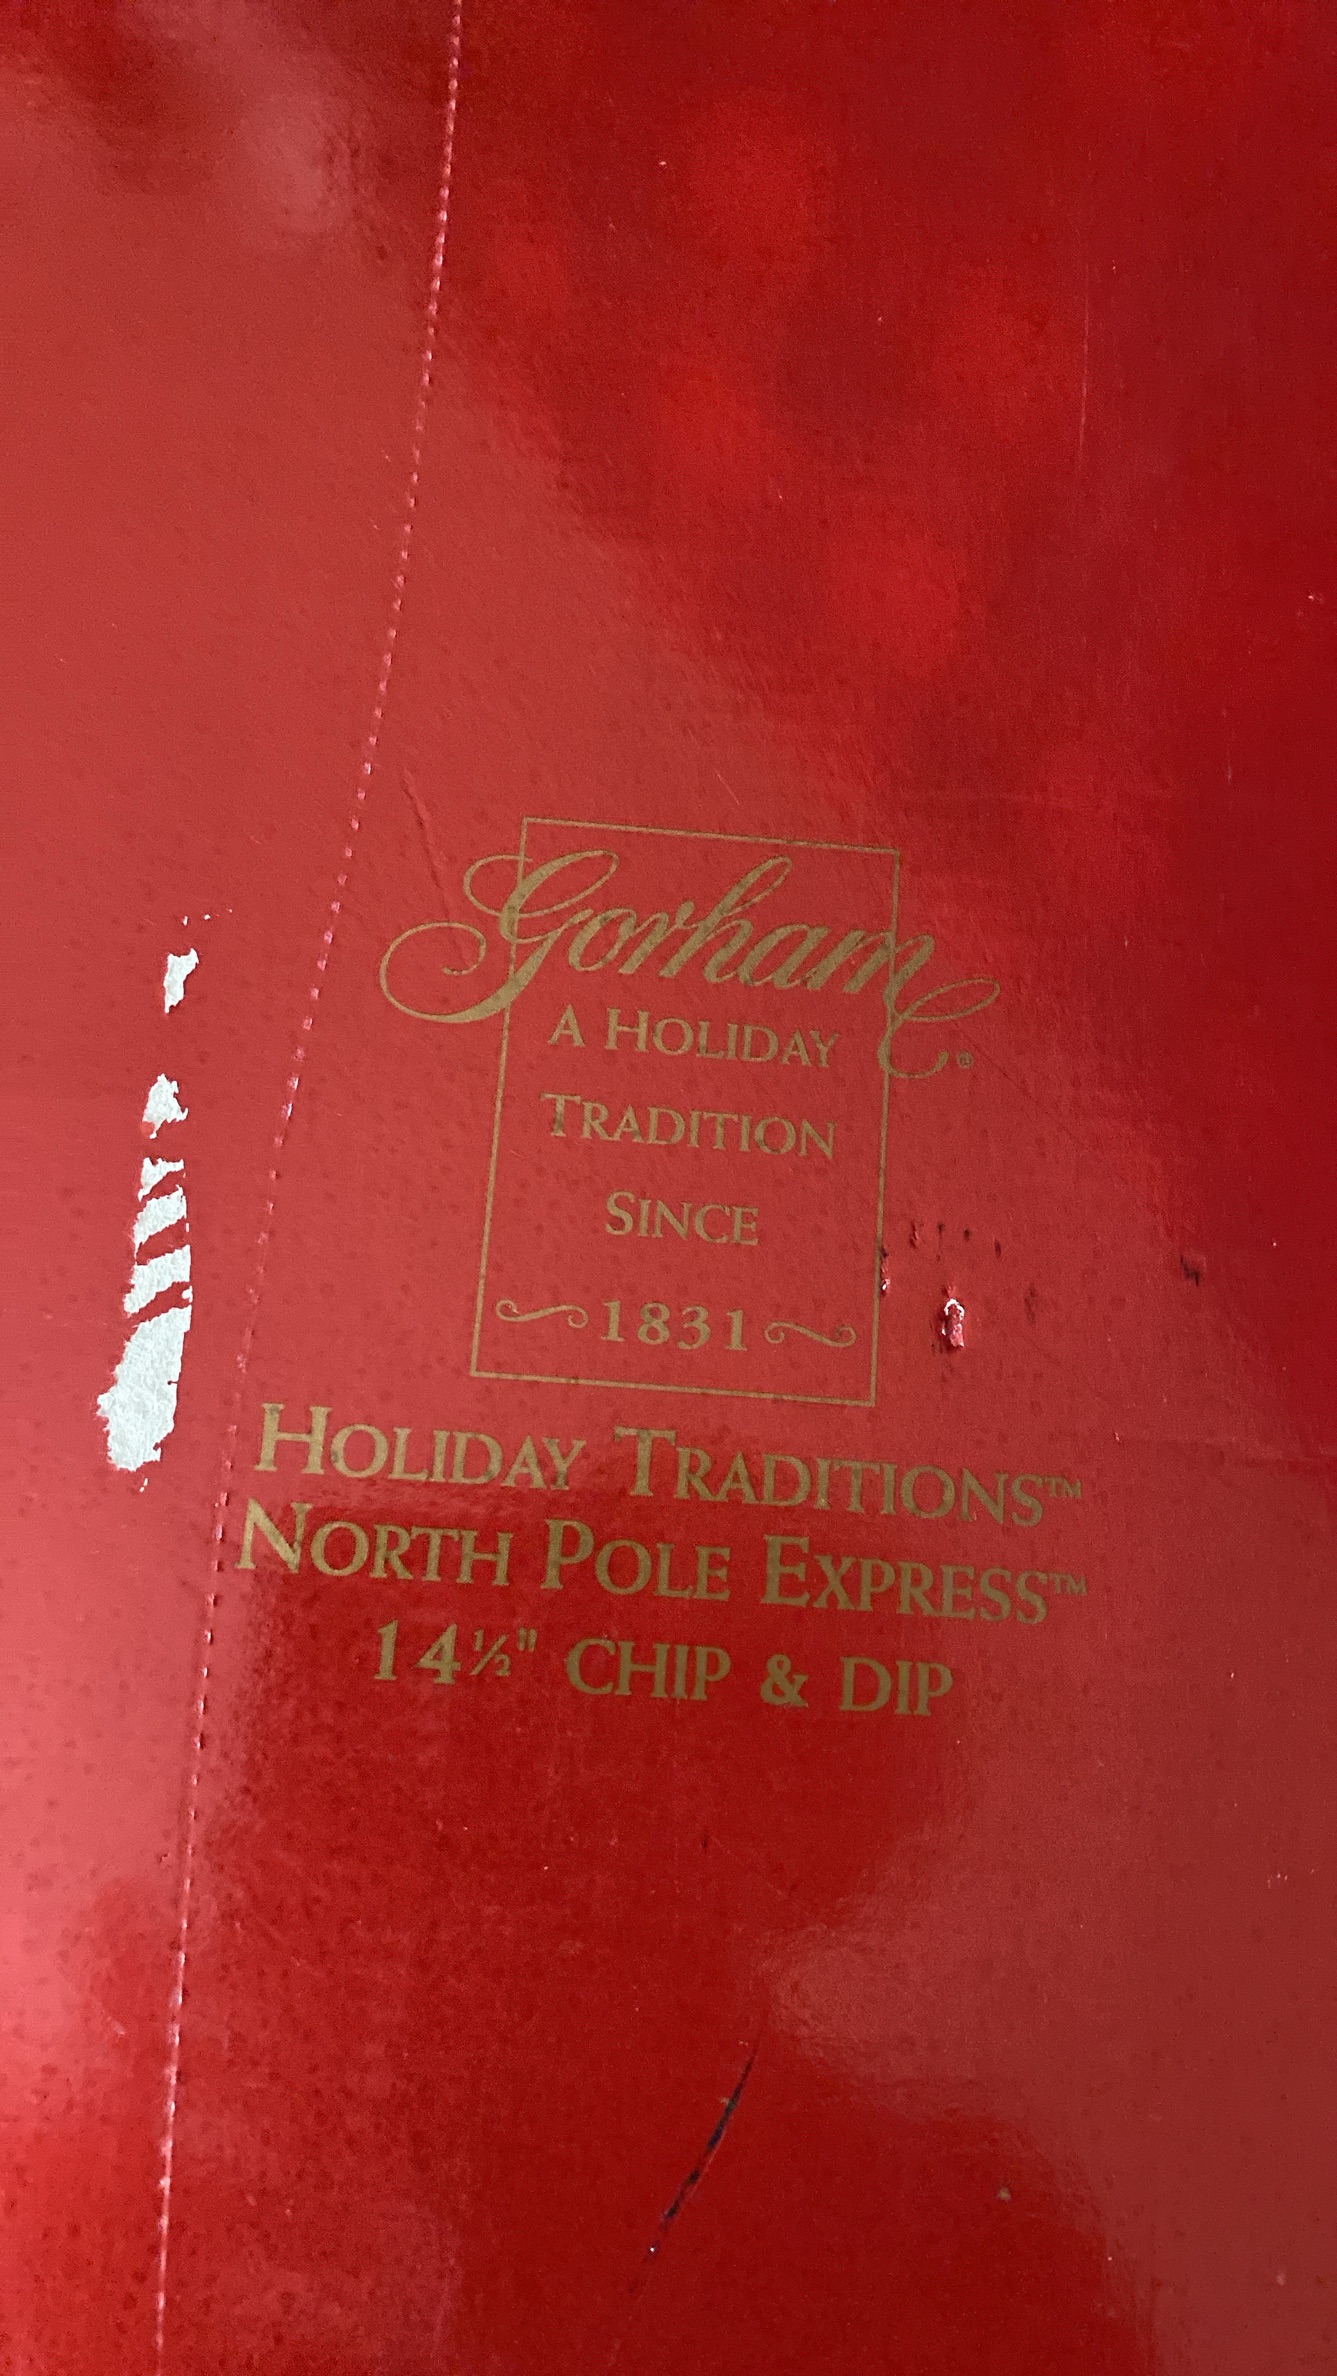 Gorham®
A HOLIDAY
TRADITION
SINCE
1831
HOLIDAY TRADITIONS™
NORTH POLE EXPRESS™
14½" CHIP & DIP